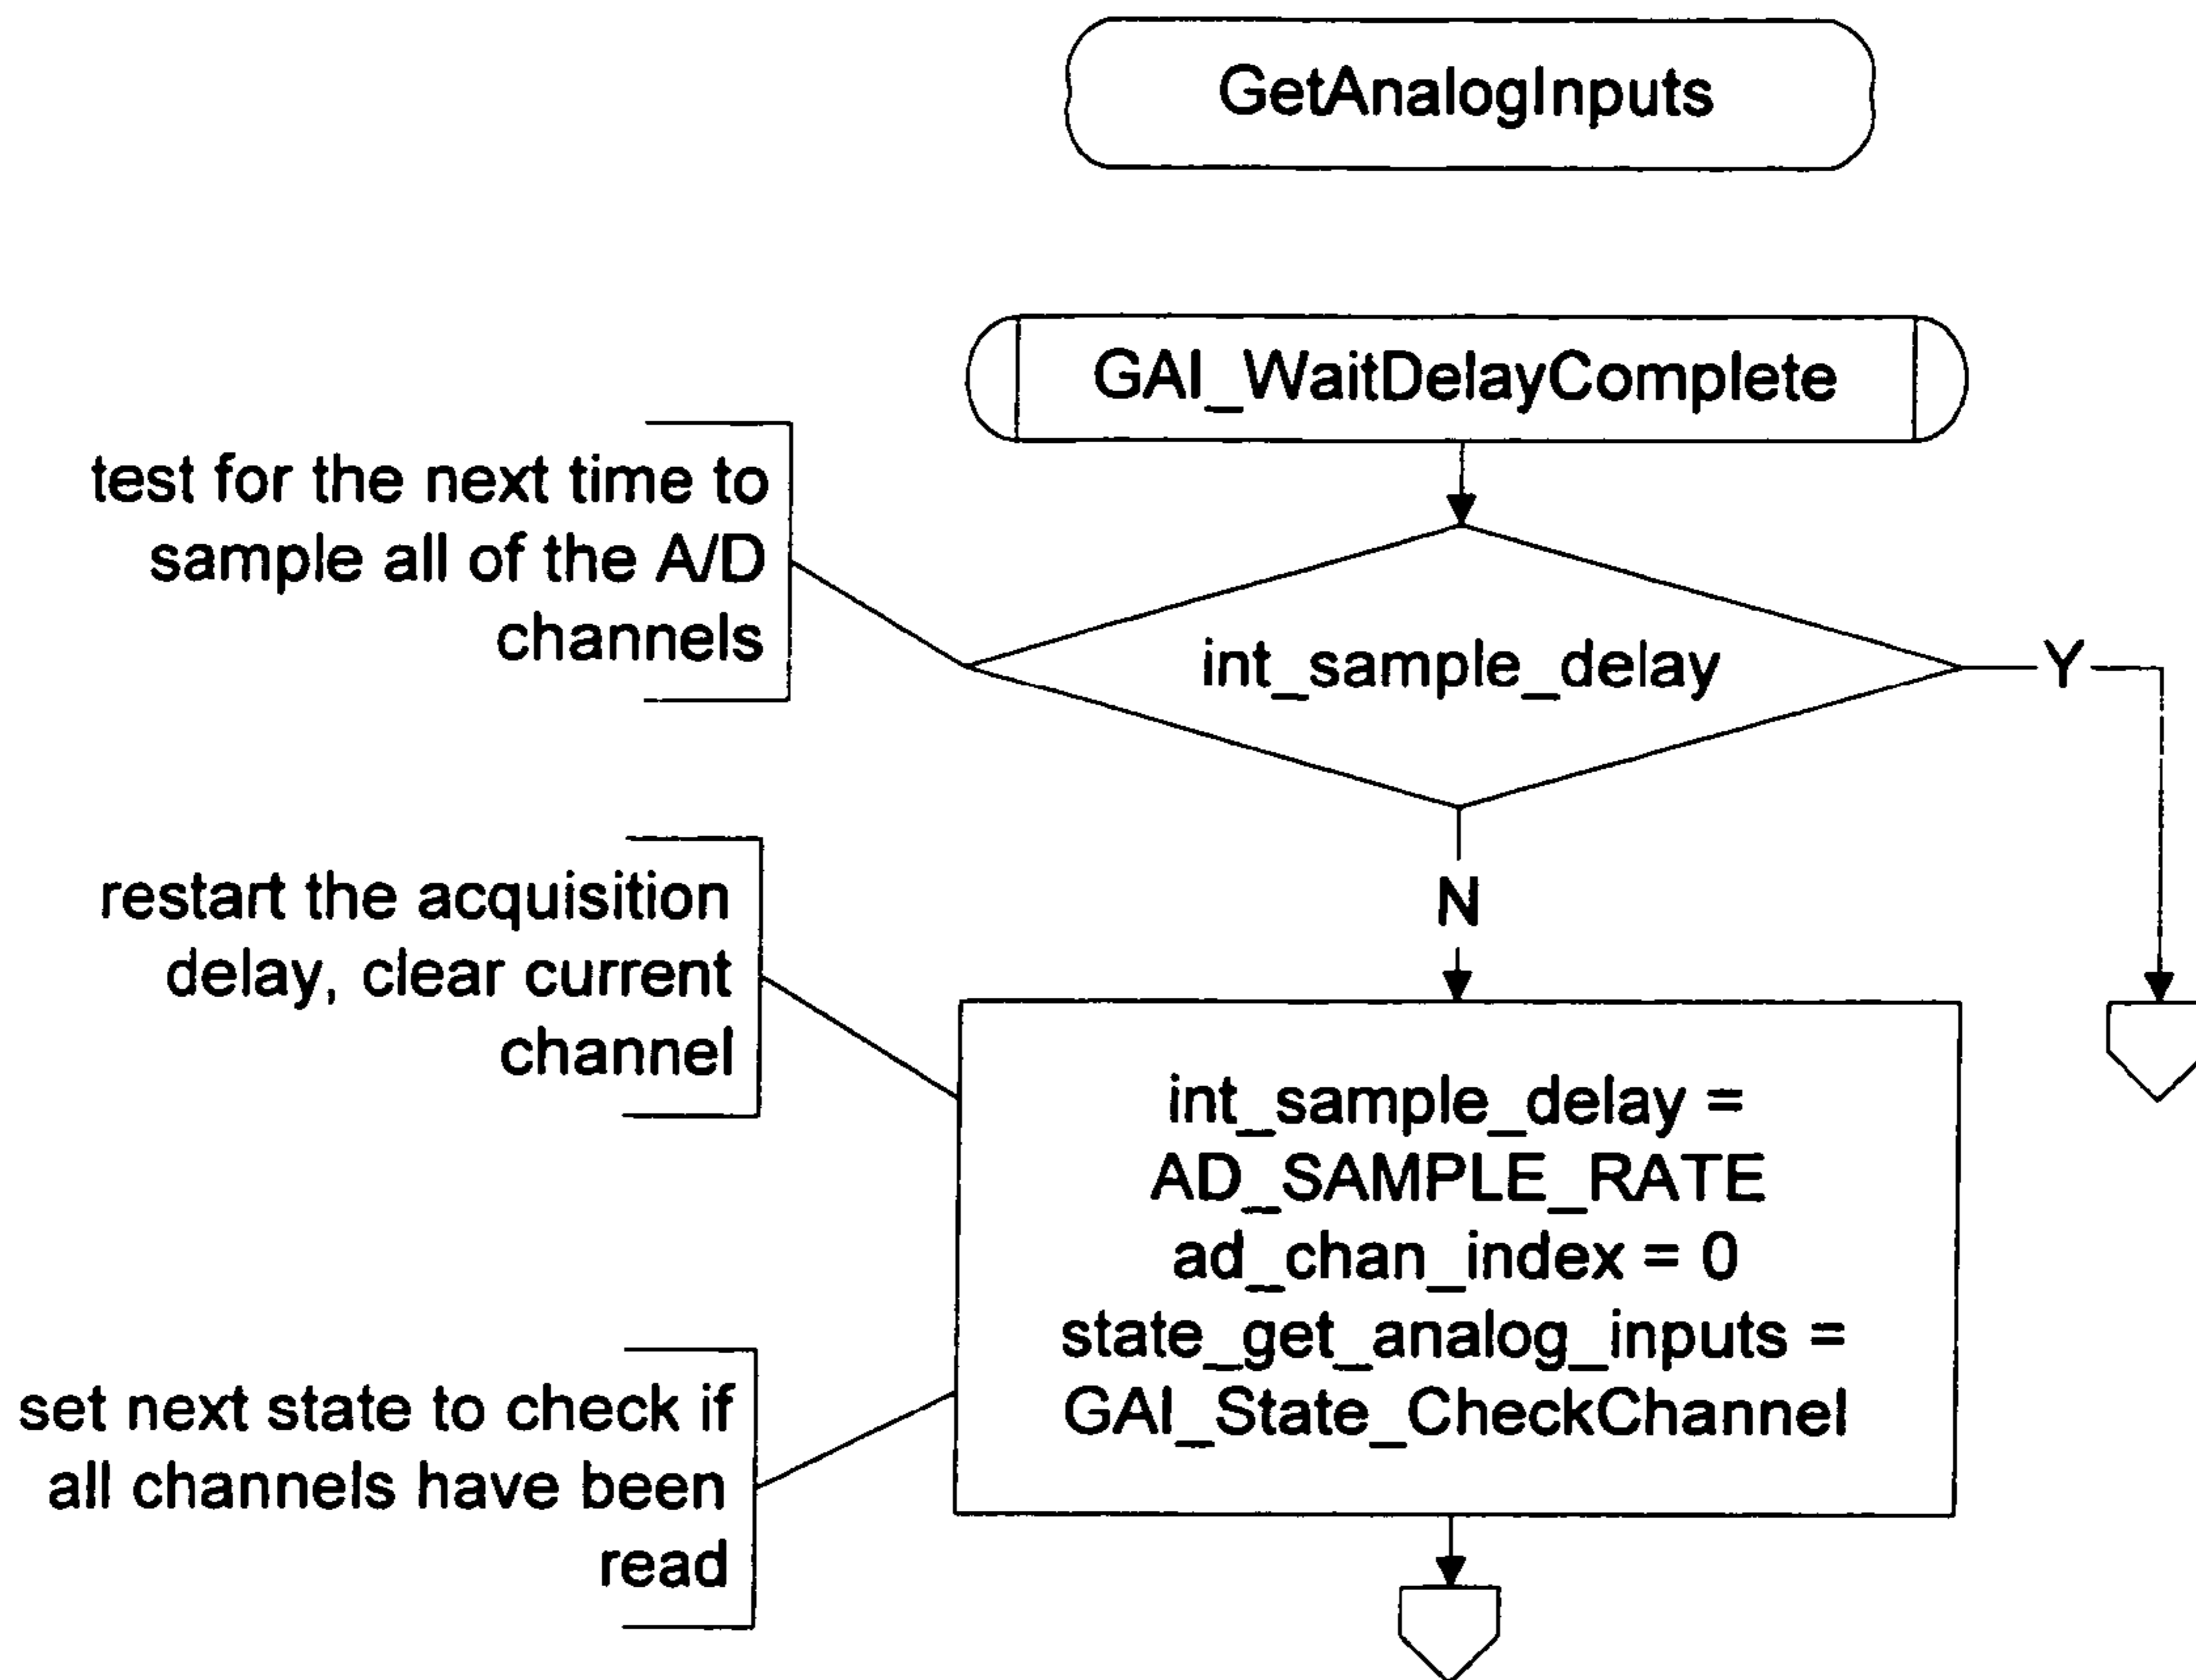 GetAnalogInputs
GAI_WaitDelayComplete
test for the next time to
sample all of the A/D
channels
int_sample_delay
Y
N
restart the acquisition
delay, clear current
channel
int_sample_delay =
AD_SAMPLE_RATE
ad_chan_index = 0
state_get_analog_inputs =
GAI_State_CheckChannel
set next state to check if
all channels have been
read